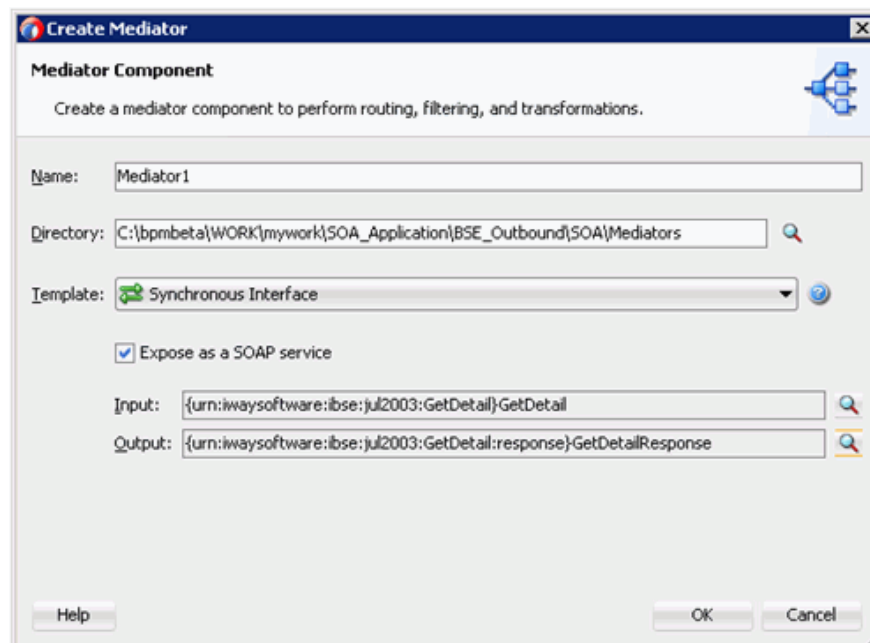 Create Mediator
Mediator Component
Create a mediator component to perform routing, filtering, and transformations.
Name: Mediator1
Directory: C:\bpmbeta\WORK\mywork\SOA_Application\BSE_Outbound\SOA\Mediators
Template: Synchronous Interface
Expose as a SOAP service
Input: {urn:iwaysoftware:ibse:jul2003:GetDetail}GetDetail
Output: {urn:iwaysoftware:ibse:jul2003:GetDetail:response}GetDetailResponse
Help OK Cancel